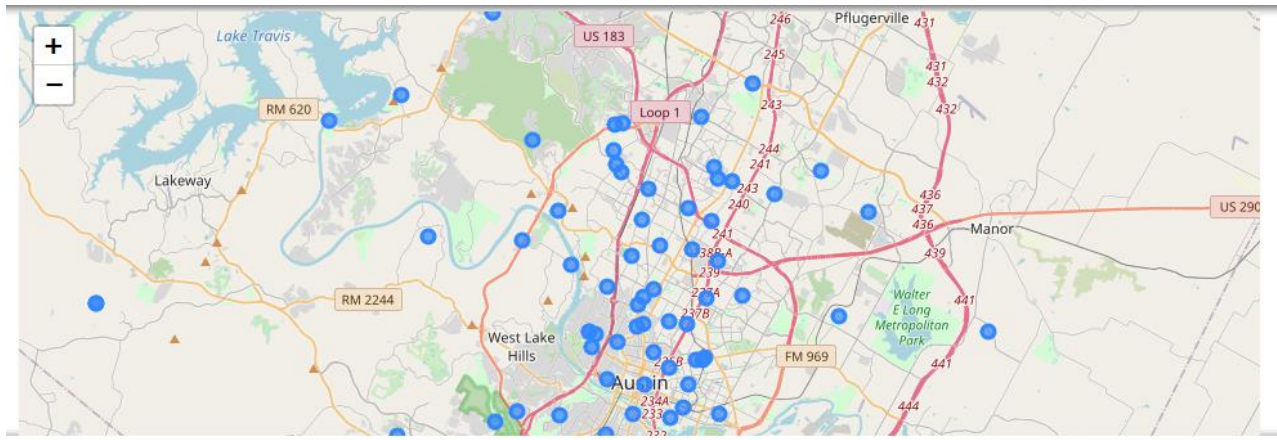 Pflugerville
246
431
+
Lake Travis
US 183
245
431
432
−
RM 620
Loop 1
243
432
244
241
Lakeway
243
240
436
437
US 290
241
436
Manor
239
439
RM 2244
237B
Walter
E Long
Metropolitan
Park
441
West Lake
Hills
FM 969
441
Austin
234A
233
444
232